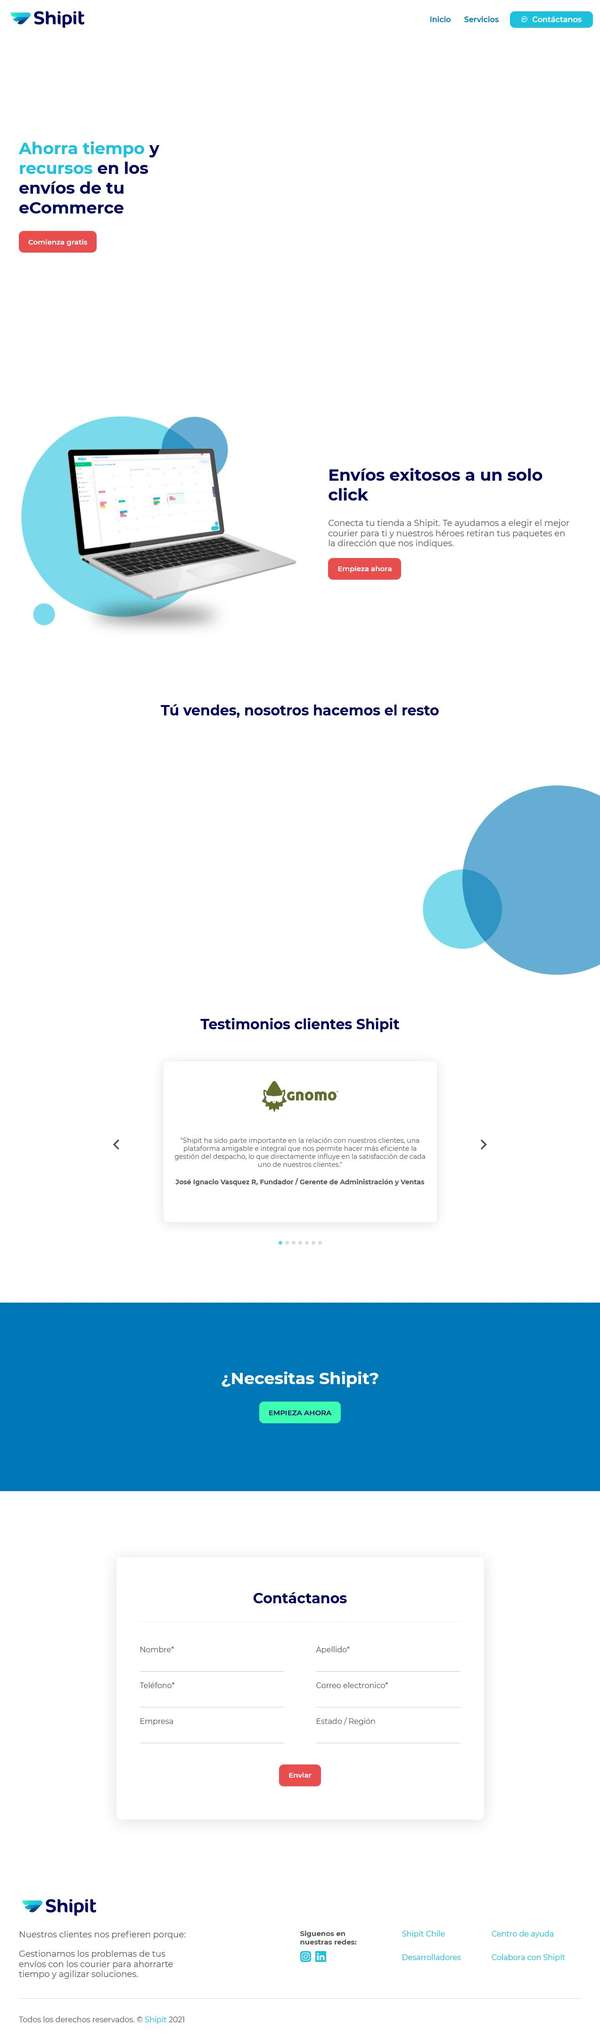 Shipit
Inicio
Servicios
Contáctanos
Ahorra tiempo y
recursos en los
envíos de tu
eCommerce
Comienza gratis
Envíos exitosos a un solo
click
Conecta tu tienda a Shipit. Te ayudamos a elegir el mejor
courier para ti y nuestros héroes retiran tus paquetes en
la dirección que nos indiques.
Empieza ahora
Tú vendes, nosotros hacemos el resto
Testimonios clientes Shipit
GNOMO
"Shipit ha sido parte importante en la relación con nuestros clientes, una
plataforma amigable e integral que nos permite hacer más eficiente la
gestión del despacho, lo que directamente influye en la satisfacción de cada
uno de nuestros clientes."
José Ignacio Vasquez R, Fundador / Gerente de Administración y Ventas
¿Necesitas Shipit?
EMPIEZA AHORA
Contáctanos
Nombre*
Apellido*
Teléfono*
Correo electronico*
Empresa
Estado / Región
Enviar
Shipit
Nuestros clientes nos prefieren porque:
Gestionamos los problemas de tus
envíos con los courier para ahorrarte
tiempo y agilizar soluciones.
Siguenos en
nuestras redes:
Shipit Chile
Centro de ayuda
Desarrolladores
Colabora con Shipit
Todos los derechos reservados. © Shipit 2021